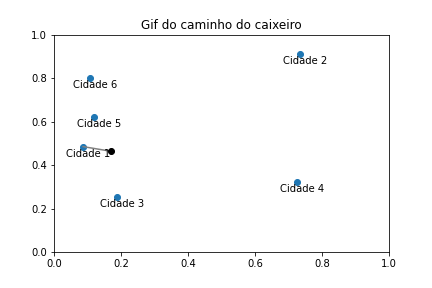 Gif do caminho do caixeiro
1.0
Cidade 2
0.8
Cidade 6
0.6
Cidade 5
Cidade 1
0.4
Cidade 4
Cidade 3
0.2
0.0
0.0 0.2 0.4 0.6 0.8 1.0